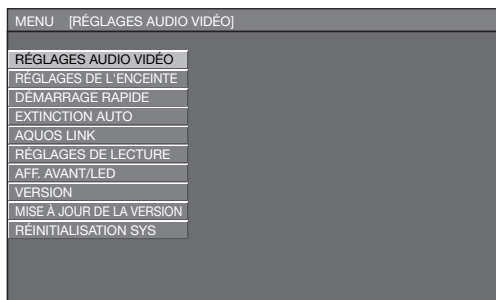 MENU [RÉGLAGES AUDIO VIDÉO]
RÉGLAGES AUDIO VIDÉO
RÉGLAGES DE L'ENCEINTE
DÉMARRAGE RAPIDE
EXTINCTION AUTO
AQUOS LINK
RÉGLAGES DE LECTURE
AFF. AVANT/LED
VERSION
MISE À JOUR DE LA VERSION
RÉINITIALISATION SYS